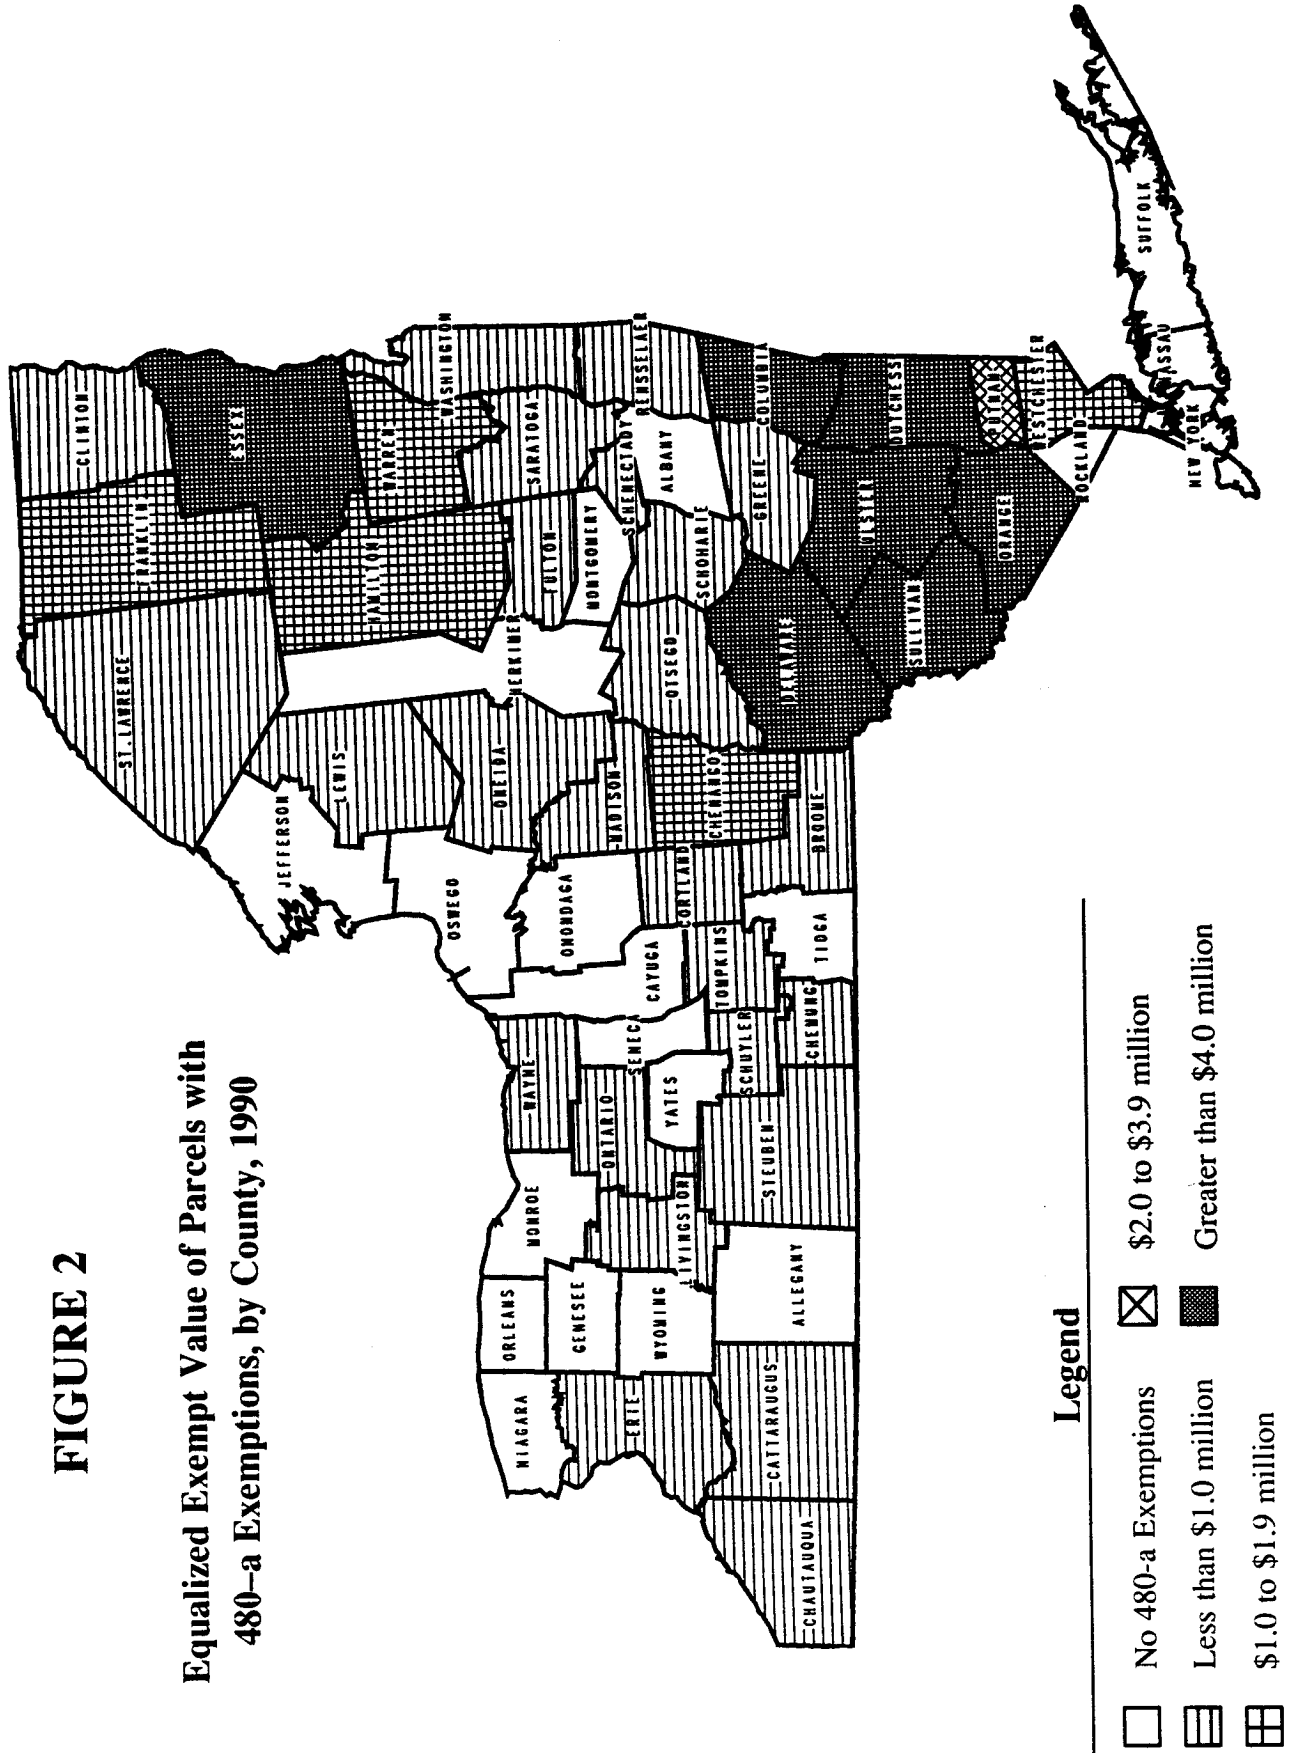 FIGURE 2
Equalized Exempt Value of Parcels with
480-a Exemptions, by County, 1990
CLINTON
FRANKLIN
ST. LAWRENCE
ESSEX
JEFFERSON
LEWIS
HAMILTON
WARREN
WASHINGTON
OSWEGO
ONEIDA
HERKIMER
FULTON
SARATOGA
NIAGARA
ORLEANS
MONROE
WAYNE
ONONDAGA
MADISON
MONTGOMERY
SCHENECTADY
RENSSELAER
GENESEE
ERIE
WYOMING
LIVINGSTON
ONTARIO
SENECA
YATES
CAYUGA
CORTLAND
CHENANGO
OTSEGO
SCHOHARIE
ALBANY
CHAUTAUQUA
CATTARAUGUS
ALLEGANY
STEUBEN
SCHUYLER
TOMPKINS
CHEMUNG
TIOGA
BROOME
DELAWARE
GREENE
COLUMBIA
ULSTER
DUTCHESS
SULLIVAN
ORANGE
PUTNAM
WESTCHESTER
ROCKLAND
NEW YORK
NASSAU
SUFFOLK
Legend
No 480-a Exemptions
Less than $1.0 million
$1.0 to $1.9 million
$2.0 to $3.9 million
Greater than $4.0 million